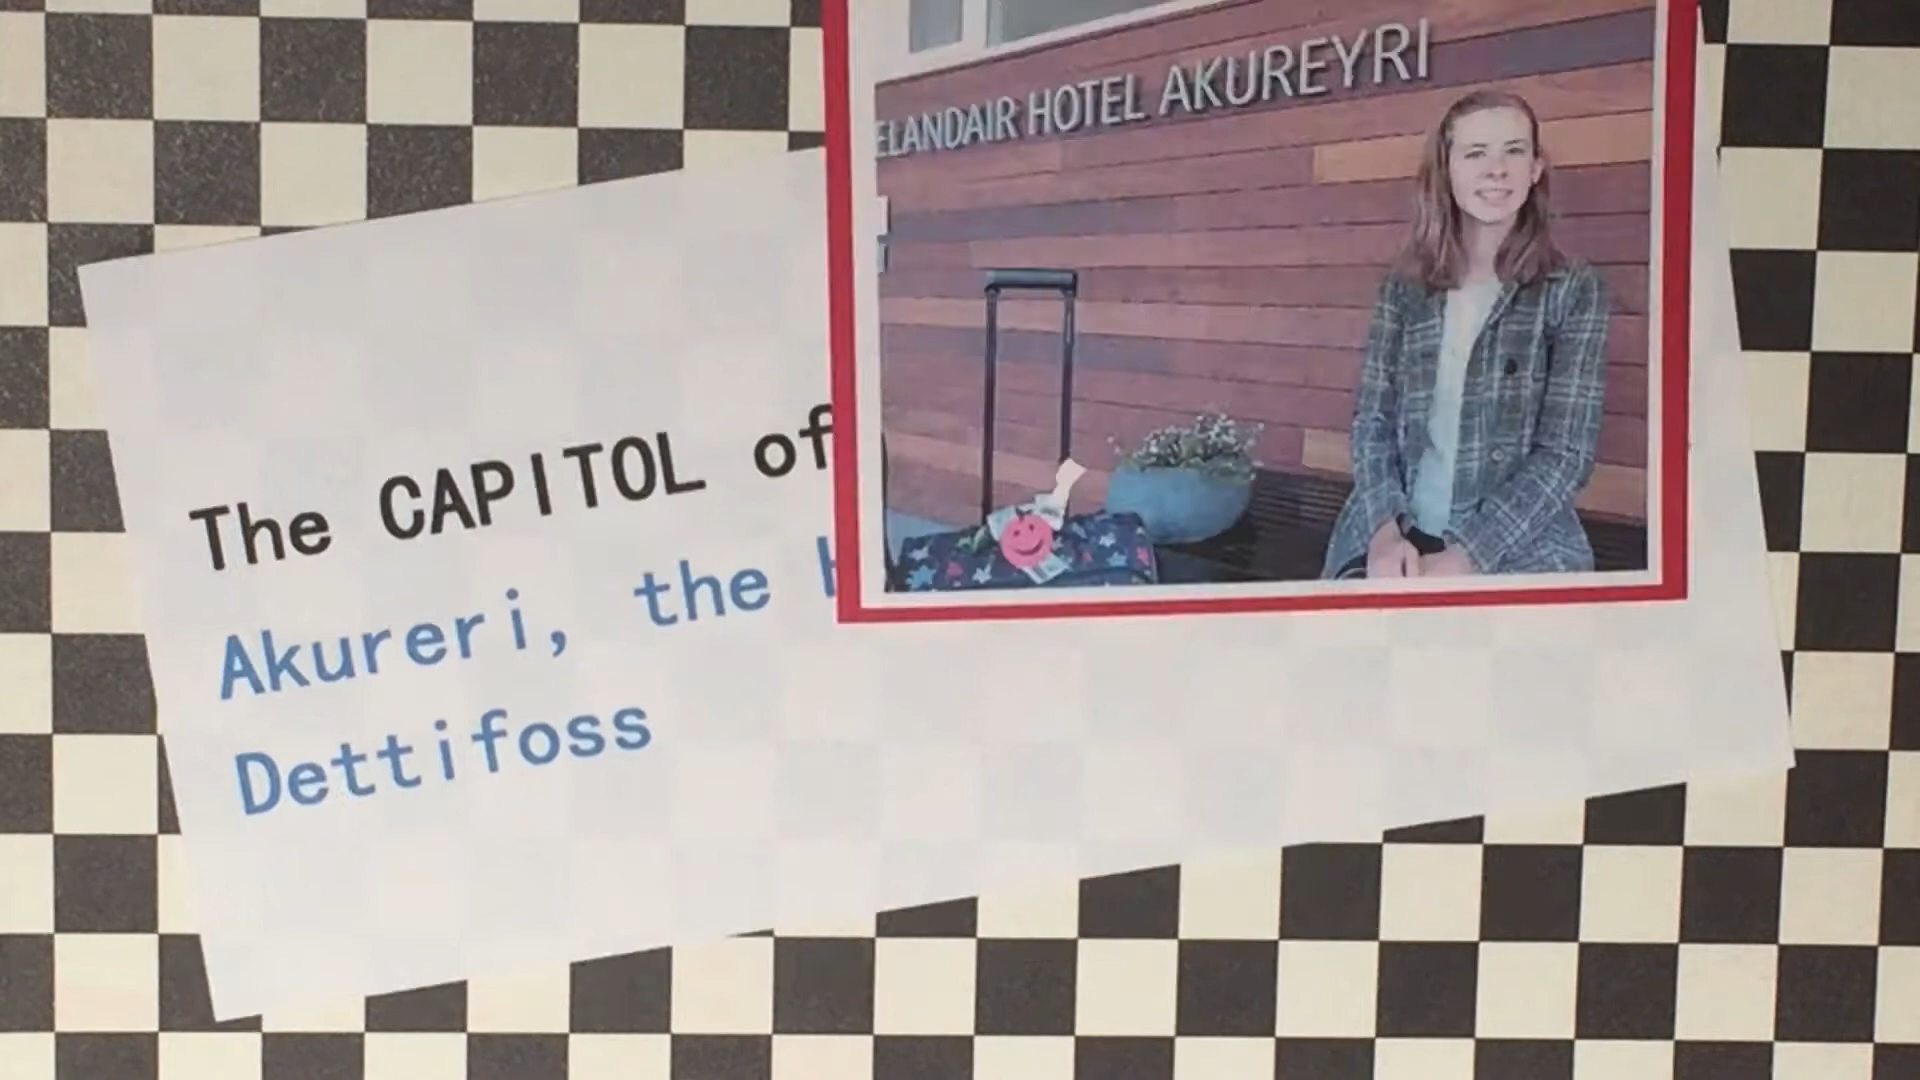 ELANDAIR HOTEL AKUREYRI
The CAPITOL of
Akureri, the
Dettifoss